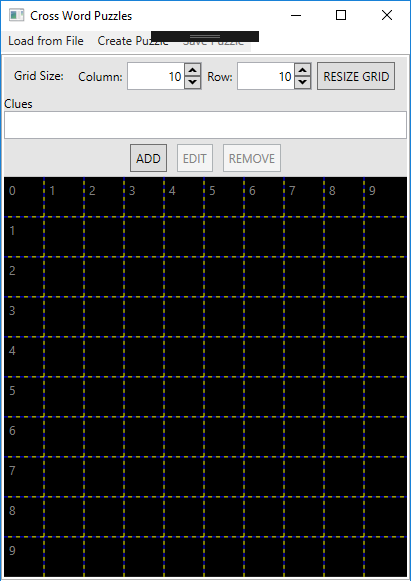 Cross Word Puzzles
Load from File Create Puzzle Save Puzzle
Grid Size: Column: 10 Row: 10 RESIZE GRID
Clues
ADD EDIT REMOVE
0 1 2 3 4 5 6 7 8 9
1
2
3
4
5
6
7
8
9